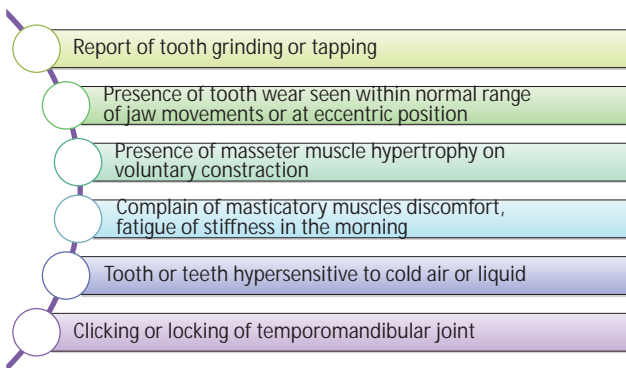 Report of tooth grinding or tapping
Presence of tooth wear seen within normal range
of jaw movements or at eccentric position
Presence of masseter muscle hypertrophy on
voluntary constraction
Complain of masticatory muscles discomfort,
fatigue of stiffness in the morning
Tooth or teeth hypersensitive to cold air or liquid
Clicking or locking of temporomandibular joint